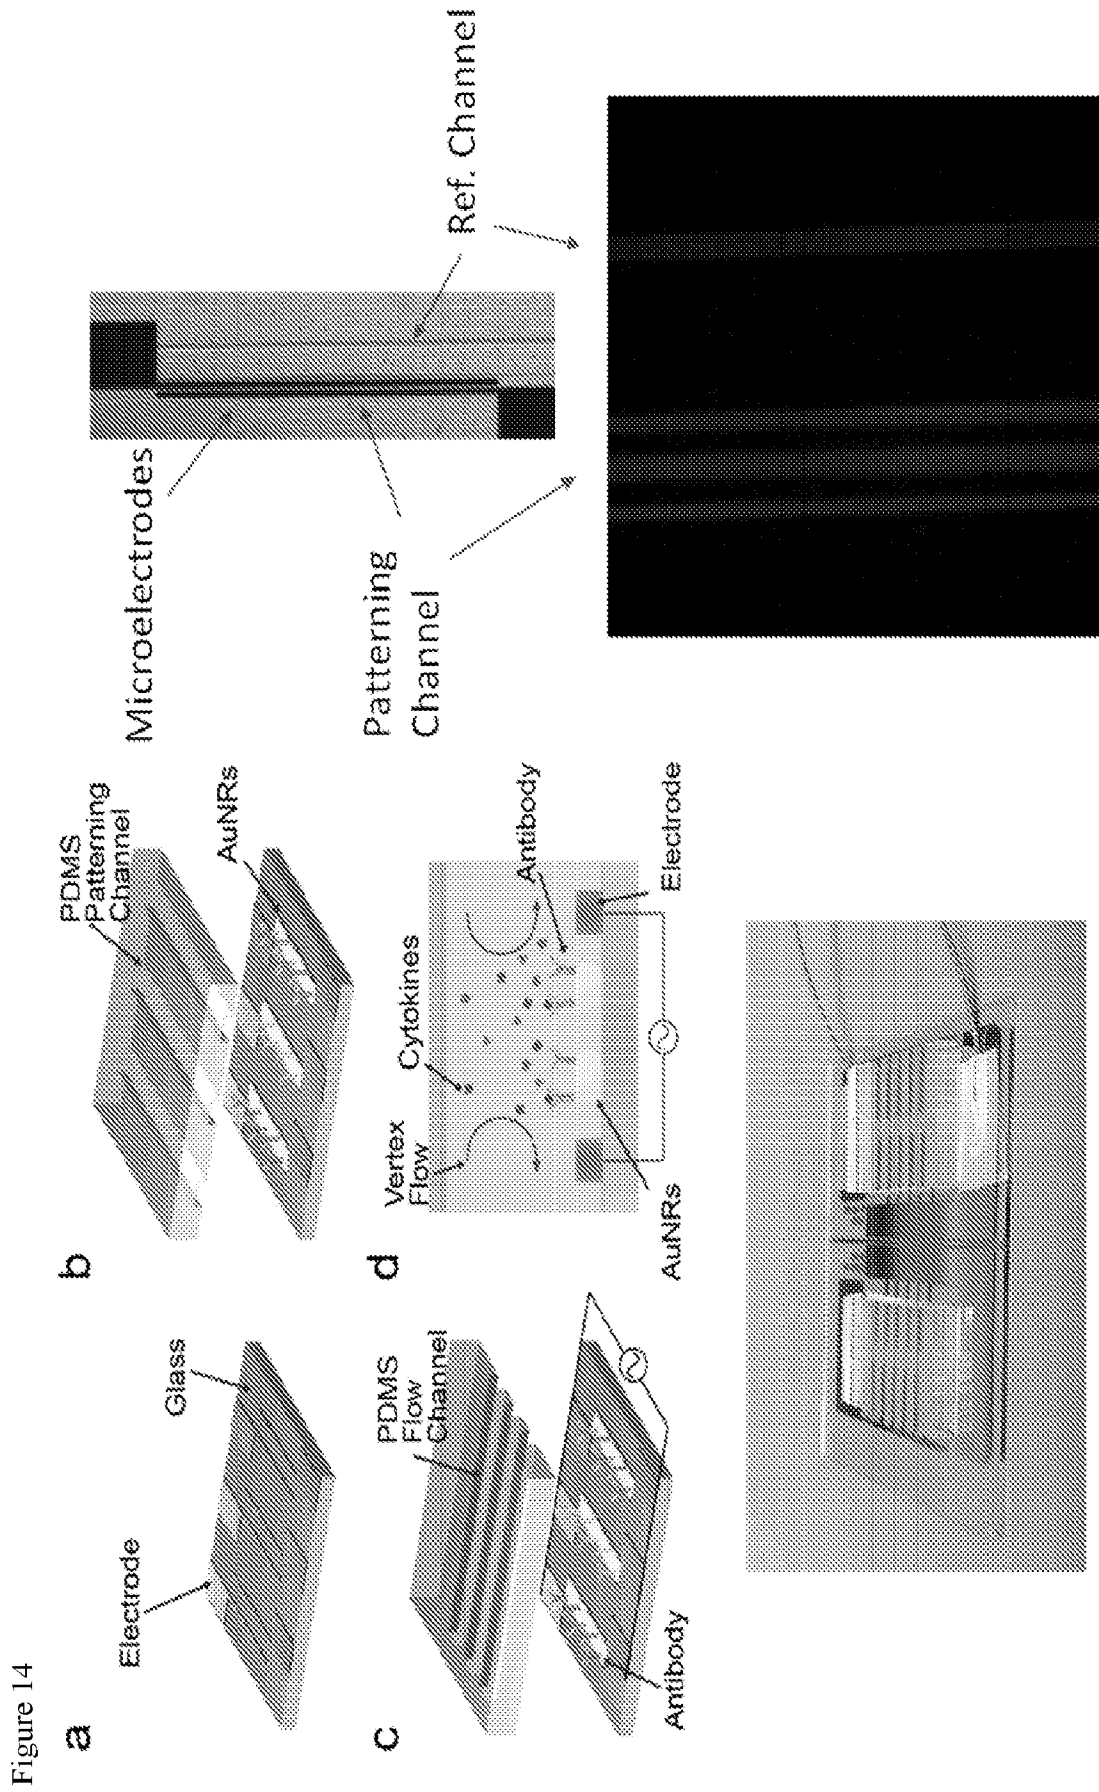 Figure 14
a
Electrode
Glass
b
PDMS
Patterning
Channel
AuNRs
c
PDMS
Flow
Channel
Antibody
d
Vertex
Flow
Cytokines
Antibody
Electrode
AuNRs
Microelectrodes
Patterning
Channel
Ref. Channel